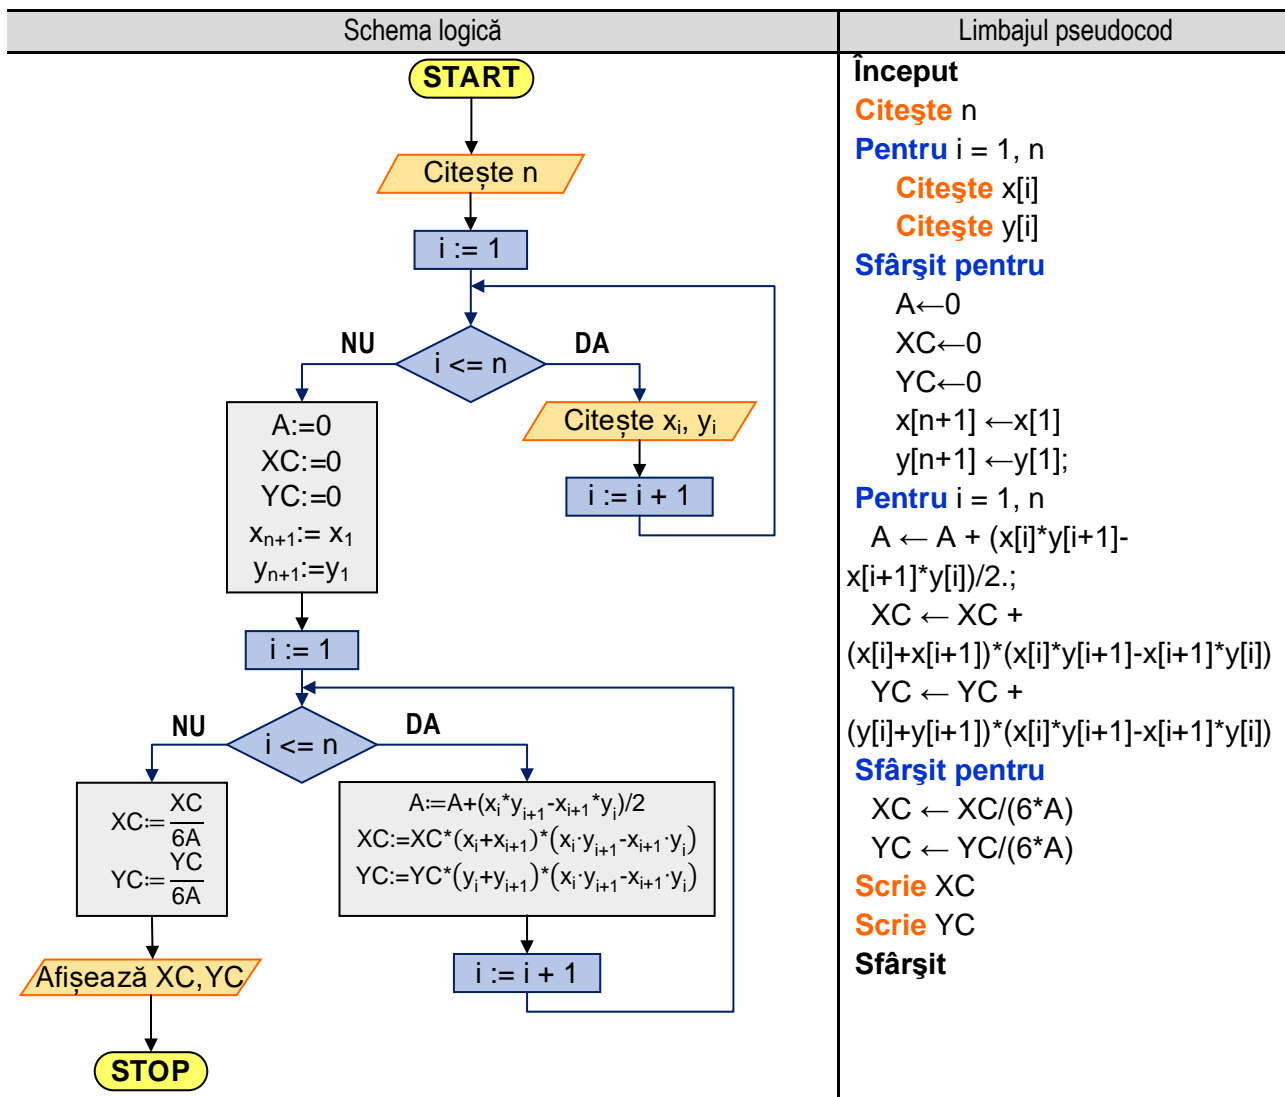 Schema logică
Limbajul pseudocod
START
Citește n
i := 1
i <= n
NU
DA
Citește xi, yi
i := i + 1
A:=0
XC:=0
YC:=0
xn+1:= x1
yn+1:=y1
i := 1
i <= n
NU
DA
XC:=XC/6A
YC:=YC/6A
A:=A+(xi*yi+1-xi+1*yi)/2
XC:=XC*(xi+xi+1)*(xi·yi+1-xi+1·yi)
YC:=YC*(yi+yi+1)*(xi·yi+1-xi+1·yi)
i := i + 1
Afișează XC,YC
STOP
Început
Citeşte n
Pentru i = 1, n
Citeşte x[i]
Citeşte y[i]
Sfârşit pentru
A←0
XC←0
YC←0
x[n+1] ←x[1]
y[n+1] ←y[1];
Pentru i = 1, n
A ← A + (x[i]*y[i+1]-
x[i+1]*y[i])/2.;
XC ← XC +
(x[i]+x[i+1])*(x[i]*y[i+1]-x[i+1]*y[i])
YC ← YC +
(y[i]+y[i+1])*(x[i]*y[i+1]-x[i+1]*y[i])
Sfârşit pentru
XC ← XC/(6*A)
YC ← YC/(6*A)
Scrie XC
Scrie YC
Sfârşit